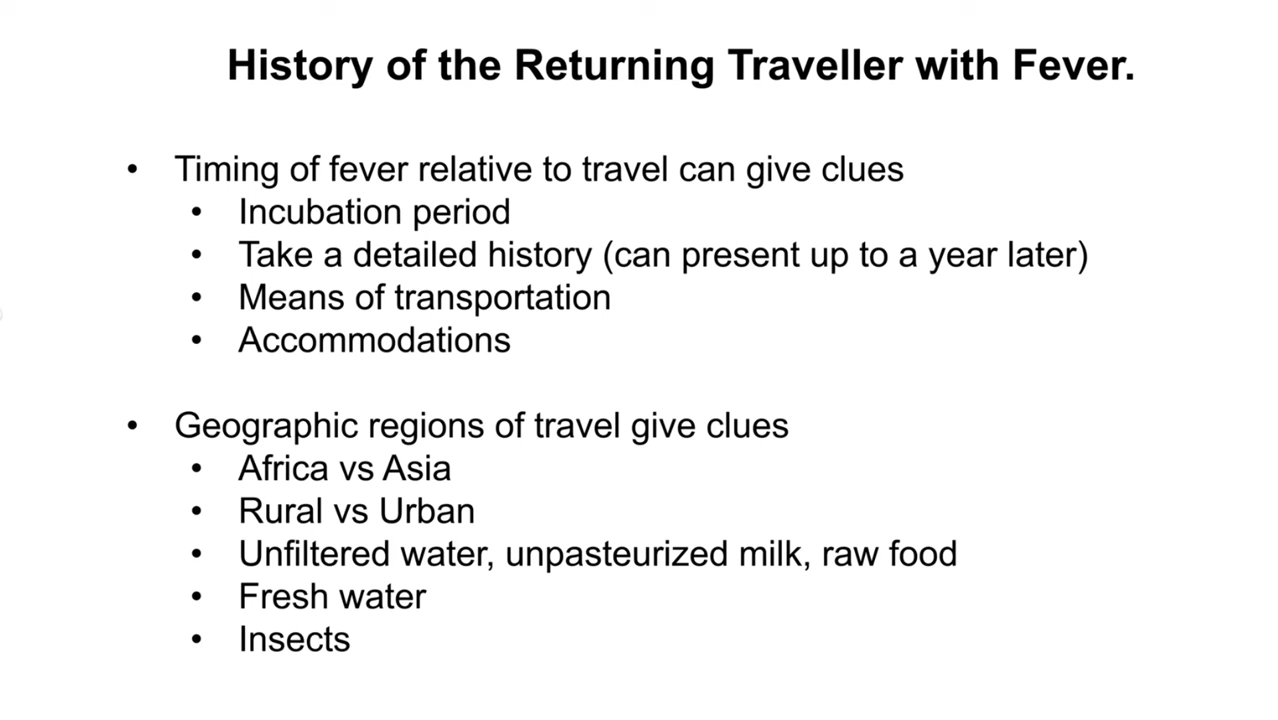 History of the Returning Traveller with Fever.
• Timing of fever relative to travel can give clues
• Incubation period
• Take a detailed history (can present up to a year later)
• Means of transportation
• Accommodations
• Geographic regions of travel give clues
• Africa vs Asia
• Rural vs Urban
• Unfiltered water, unpasteurized milk, raw food
• Fresh water
• Insects